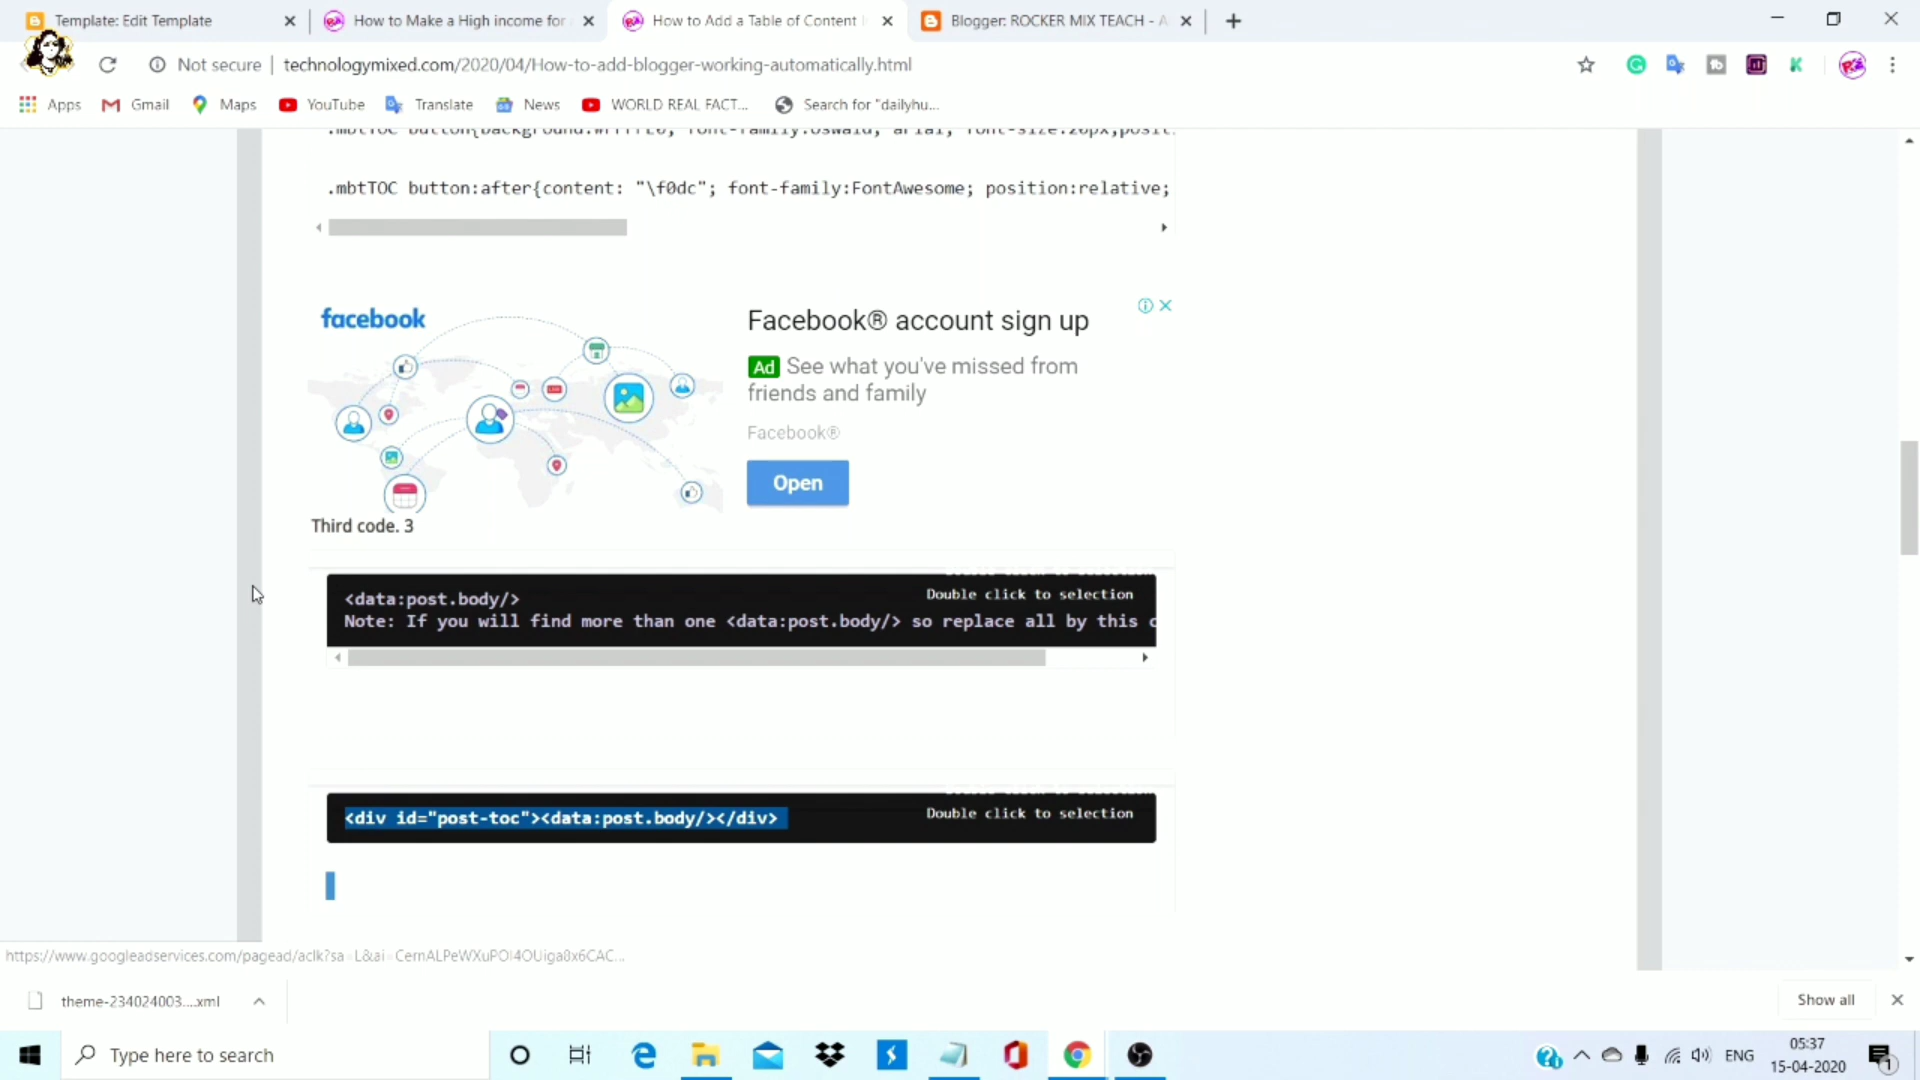 Template: Edit Template
How to Make a High income for
How to Add a Table of Content
Blogger: ROCKER MIX TEACH - A
Not secure
technologymixed.com/2020/04/How-to-add-blogger-working-automatically.html
Apps
Gmail
Maps
YouTube
Translate
News
WORLD REAL FACT...
Search for "dailyhu...
.mbtTOC button:after{content: "\f0dc"; font-family:FontAwesome; position:relative;
facebook
Facebook® account sign up
Ad See what you've missed from
friends and family
Facebook®
Open
Third code. 3
Double click to selection
<data:post.body/>
Note: If you will find more than one <data:post.body/> so replace all by this
Double click to selection
<div id="post-toc"><data:post.body/></div>
theme-234024003....xml
Show all
Type here to search
ENG
05:37
15-04-2020
1